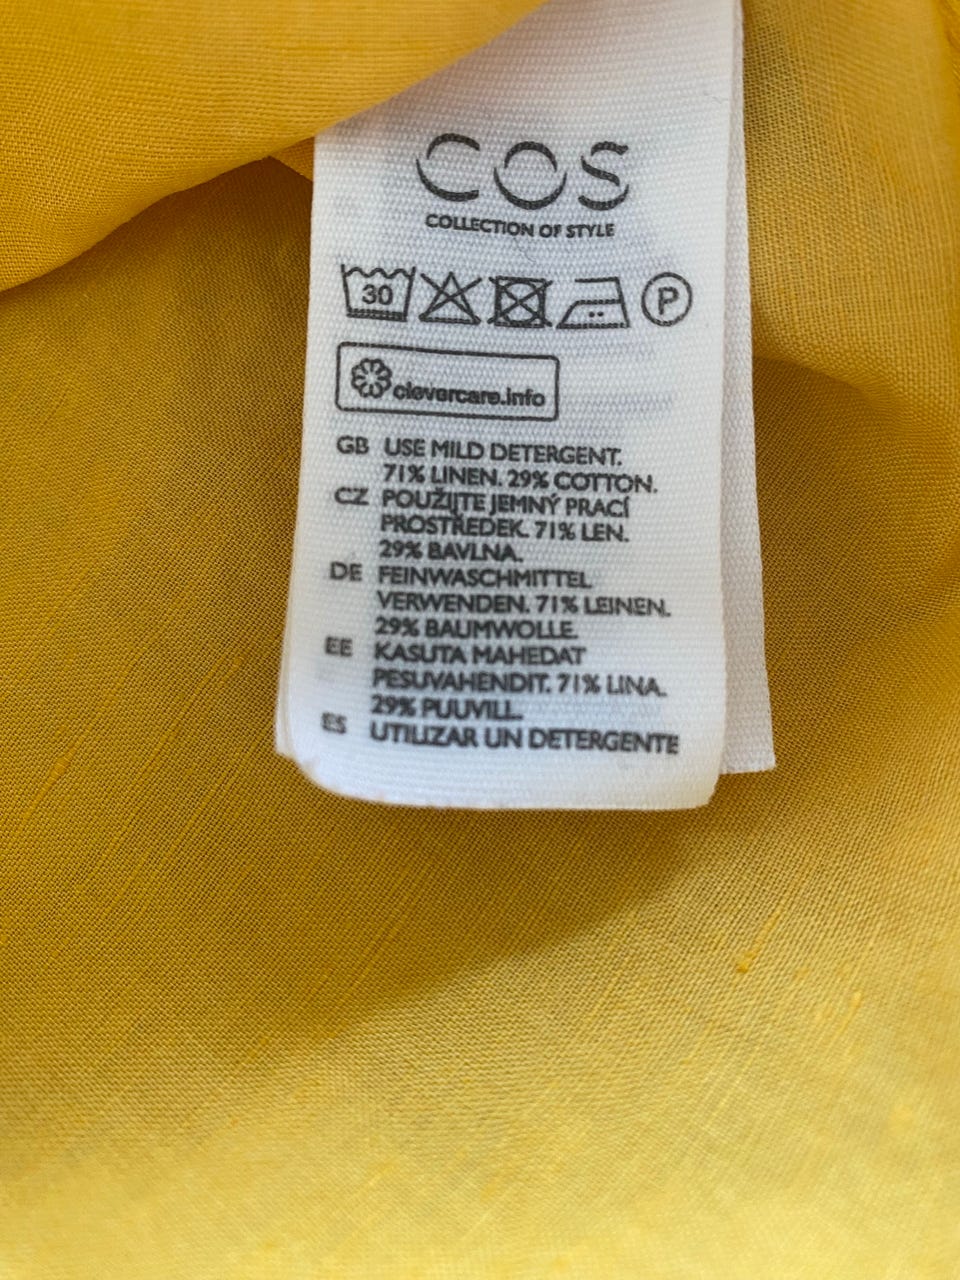 COS
COLLECTION OF STYLE
30 P
clevercare.info
GB USE MILD DETERGENT.
71% LINEN. 29% COTTON.
CZ POUŽIJTE JEMNÝ PRACÍ
PROSTŘEDEK. 71% LEN.
29% BAVLNA.
DE FEINWASCHMITTEL
VERWENDEN. 71% LEINEN.
29% BAUMWOLLE.
EE KASUTA MAHEDAT
PESUVAHENDIT. 71% LINA.
29% PUUVILL.
ES UTILIZAR UN DETERGENTE